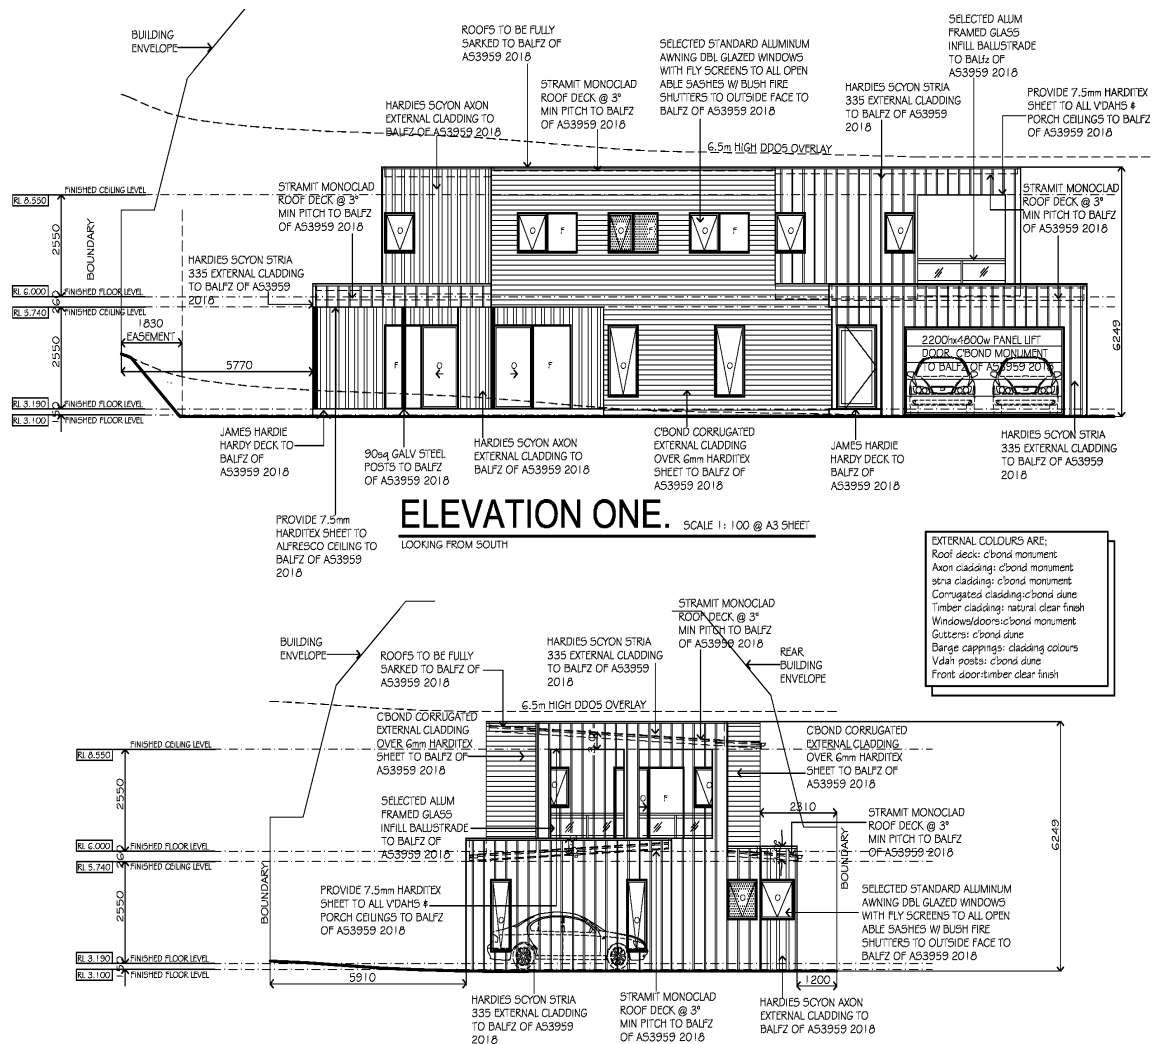 BUILDING
ENVELOPE
ROOFS TO BE FULLY
SARKED TO BALFZ OF
AS3959 2018
SELECTED STANDARD ALUMINUM
AWNING DBL GLAZED WINDOWS
WITH FLY SCREENS TO ALL OPEN
ABLE SASHES W/ BUSH FIRE
SHUTTERS TO OUTSIDE FACE TO
BALFZ OF AS3959 2018
SELECTED ALUM
FRAMED GLASS
INFILL BALUSTRADE
TO BALfz OF
AS3959 2018
STRAMIT MONOCLAD
ROOF DECK @ 3°
MIN PITCH TO BALFZ
OF AS3959 2018
HARDIES SCYON AXON
EXTERNAL CLADDING TO
BALFZ OF AS3959 2018
HARDIES SCYON STRIA
335 EXTERNAL CLADDING
TO BALFZ OF AS3959
2018
PROVIDE 7.5mm HARDITEX
SHEET TO ALL V'DAHS &
PORCH CEILINGS TO BALFZ
OF AS3959 2018
6.5m HIGH DDO5 OVERLAY
FINISHED CEILING LEVEL
RL 8.550
STRAMIT MONOCLAD
ROOF DECK @ 3°
MIN PITCH TO BALFZ
OF AS3959 2018
STRAMIT MONOCLAD
ROOF DECK @ 3°
MIN PITCH TO BALFZ
OF AS3959 2018
2550
BOUNDARY
O
O
F
O
F
O
F
O
O
HARDIES SCYON STRIA
335 EXTERNAL CLADDING
TO BALFZ OF AS3959
2018
RL 6.000
FINISHED FLOOR LEVEL
260
RL 5.740
FINISHED CEILING LEVEL
1830
EASEMENT
2550
5770
F
O
O
F
O
O
2200hx4800w PANEL LIFT
DOOR, C'BOND MONUMENT
TO BALFZ OF AS3959 2018
6249
RL 3.190
FINISHED FLOOR LEVEL
RL 3.100
FINISHED FLOOR LEVEL
JAMES HARDIE
HARDY DECK TO
BALFZ OF
AS3959 2018
90sq GALV STEEL
POSTS TO BALFZ
OF AS3959 2018
HARDIES SCYON AXON
EXTERNAL CLADDING TO
BALFZ OF AS3959 2018
C'BOND CORRUGATED
EXTERNAL CLADDING
OVER 6mm HARDITEX
SHEET TO BALFZ OF
AS3959 2018
JAMES HARDIE
HARDY DECK TO
BALFZ OF
AS3959 2018
HARDIES SCYON STRIA
335 EXTERNAL CLADDING
TO BALFZ OF AS3959
2018
PROVIDE 7.5mm
HARDITEX SHEET TO
ALFRESCO CEILING TO
BALFZ OF AS3959
2018
ELEVATION ONE.
SCALE 1: 100 @ A3 SHEET
LOOKING FROM SOUTH
EXTERNAL COLOURS ARE;
Roof deck: c'bond monument
Axon cladding: c'bond monument
stria cladding: c'bond monument
Corrugated cladding:c'bond dune
Timber cladding: natural clear finish
Windows/doors:c'bond monument
Gutters: c'bond dune
Barge cappings: cladding colours
V'dah posts: c'bond dune
Front door:timber clear finish
BUILDING
ENVELOPE
ROOFS TO BE FULLY
SARKED TO BALFZ OF
AS3959 2018
HARDIES SCYON STRIA
335 EXTERNAL CLADDING
TO BALFZ OF AS3959
2018
STRAMIT MONOCLAD
ROOF DECK @ 3°
MIN PITCH TO BALFZ
OF AS3959 2018
REAR
BUILDING
ENVELOPE
6.5m HIGH DDO5 OVERLAY
C'BOND CORRUGATED
EXTERNAL CLADDING
OVER 6mm HARDITEX
SHEET TO BALFZ OF
AS3959 2018
C'BOND CORRUGATED
EXTERNAL CLADDING
OVER 6mm HARDITEX
SHEET TO BALFZ OF
AS3959 2018
FINISHED CEILING LEVEL
RL 8.550
2550
SELECTED ALUM
FRAMED GLASS
INFILL BALUSTRADE
TO BALFZ OF
AS3959 2018
O
O
F
O
2310
STRAMIT MONOCLAD
ROOF DECK @ 3°
MIN PITCH TO BALFZ
OF AS3959 2018
RL 6.000
FINISHED FLOOR LEVEL
260
RL 5.740
FINISHED CEILING LEVEL
6249
BOUNDARY
BOUNDARY
2550
PROVIDE 7.5mm HARDITEX
SHEET TO ALL V'DAHS &
PORCH CEILINGS TO BALFZ
OF AS3959 2018
O
O
O
O
SELECTED STANDARD ALUMINUM
AWNING DBL GLAZED WINDOWS
WITH FLY SCREENS TO ALL OPEN
ABLE SASHES W/ BUSH FIRE
SHUTTERS TO OUTSIDE FACE TO
BALFZ OF AS3959 2018
RL 3.190
FINISHED FLOOR LEVEL
RL 3.100
FINISHED FLOOR LEVEL
5910
1200
HARDIES SCYON STRIA
335 EXTERNAL CLADDING
TO BALFZ OF AS3959
2018
STRAMIT MONOCLAD
ROOF DECK @ 3°
MIN PITCH TO BALFZ
OF AS3959 2018
HARDIES SCYON AXON
EXTERNAL CLADDING TO
BALFZ OF AS3959 2018